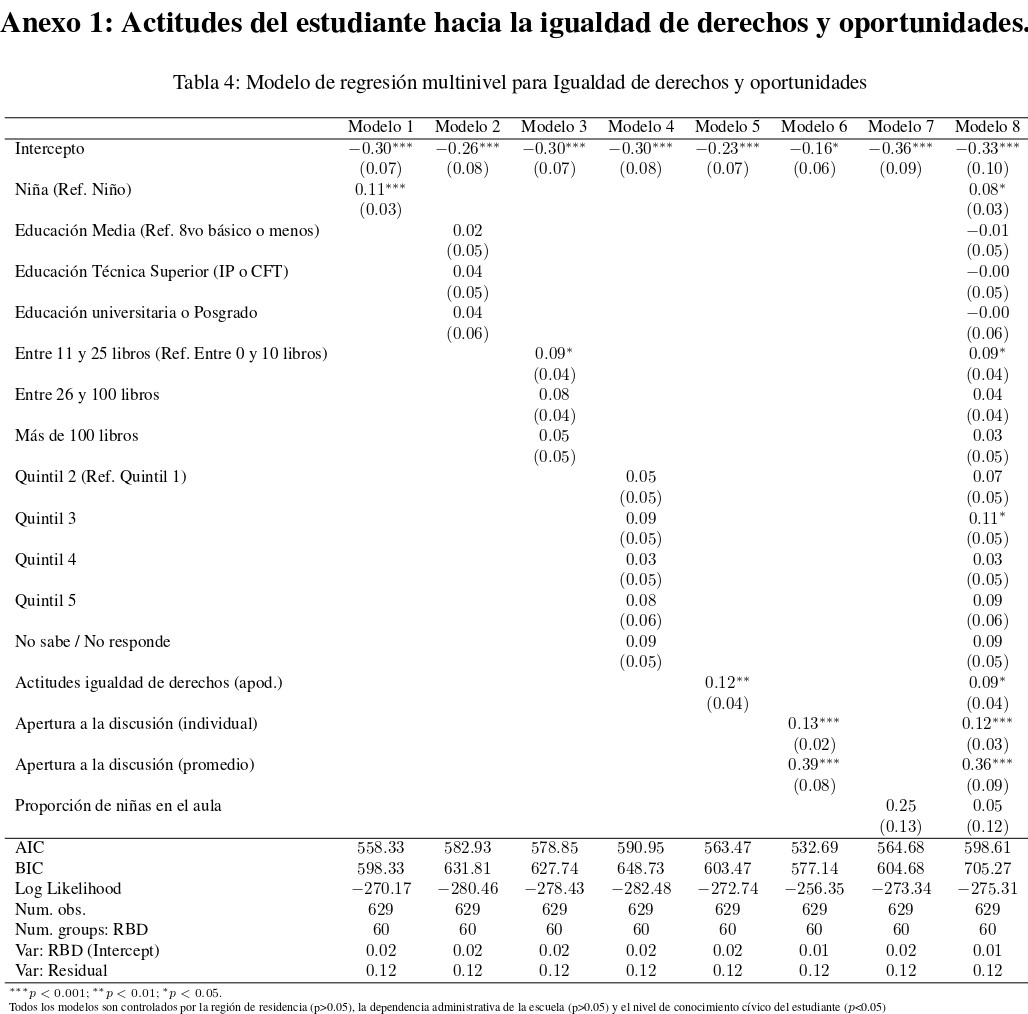 Anexo 1: Actitudes del estudiante hacia la igualdad de derechos y oportunidades.
Tabla 4: Modelo de regresión multinivel para Igualdad de derechos y oportunidades
Modelo 1 Modelo 2 Modelo 3 Modelo 4 Modelo 5 Modelo 6 Modelo 7 Modelo 8
Intercepto −0.30*** −0.26*** −0.30*** −0.30*** −0.23*** −0.16* −0.36*** −0.33***
(0.07) (0.08) (0.07) (0.08) (0.07) (0.06) (0.09) (0.10)
Niña (Ref. Niño) 0.11*** 0.08*
(0.03) (0.03)
Educación Media (Ref. 8vo básico o menos) 0.02 −0.01
(0.05) (0.05)
Educación Técnica Superior (IP o CFT) 0.04 −0.00
(0.05) (0.05)
Educación universitaria o Posgrado 0.04 −0.00
(0.06) (0.06)
Entre 11 y 25 libros (Ref. Entre 0 y 10 libros) 0.09* 0.09*
(0.04) (0.04)
Entre 26 y 100 libros 0.08 0.04
(0.04) (0.04)
Más de 100 libros 0.05 0.03
(0.05) (0.05)
Quintil 2 (Ref. Quintil 1) 0.05 0.07
(0.05) (0.05)
Quintil 3 0.09 0.11*
(0.05) (0.05)
Quintil 4 0.03 0.03
(0.05) (0.05)
Quintil 5 0.08 0.09
(0.06) (0.06)
No sabe / No responde 0.09 0.09
(0.05) (0.05)
Actitudes igualdad de derechos (apod.) 0.12** 0.09*
(0.04) (0.04)
Apertura a la discusión (individual) 0.13*** 0.12***
(0.02) (0.03)
Apertura a la discusión (promedio) 0.39*** 0.36***
(0.08) (0.09)
Proporción de niñas en el aula 0.25 0.05
(0.13) (0.12)
AIC 558.33 582.93 578.85 590.95 563.47 532.69 564.68 598.61
BIC 598.33 631.81 627.74 648.73 603.47 577.14 604.68 705.27
Log Likelihood −270.17 −280.46 −278.43 −282.48 −272.74 −256.35 −273.34 −275.31
Num. obs. 629 629 629 629 629 629 629 629
Num. groups: RBD 60 60 60 60 60 60 60 60
Var: RBD (Intercept) 0.02 0.02 0.02 0.02 0.02 0.01 0.02 0.01
Var: Residual 0.12 0.12 0.12 0.12 0.12 0.12 0.12 0.12
***p < 0.001; **p < 0.01; *p < 0.05.
Todos los modelos son controlados por la región de residencia (p>0.05), la dependencia administrativa de la escuela (p>0.05) y el nivel de conocimiento cívico del estudiante (p<0.05)